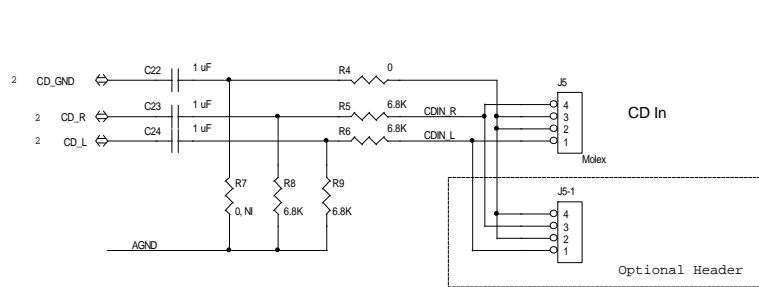 C22 1 uF R4 0
2 CD_GND J5
C23 1 uF R5 6.8K CDIN_R 4
2 CD_R 3 CD In
C24 1 uF R6 6.8K CDIN_L 2
2 CD_L 1
Molex
R7 R8 R9 J5-1
0, NI 6.8K 6.8K 4
3
2
AGND 1
Optional Header